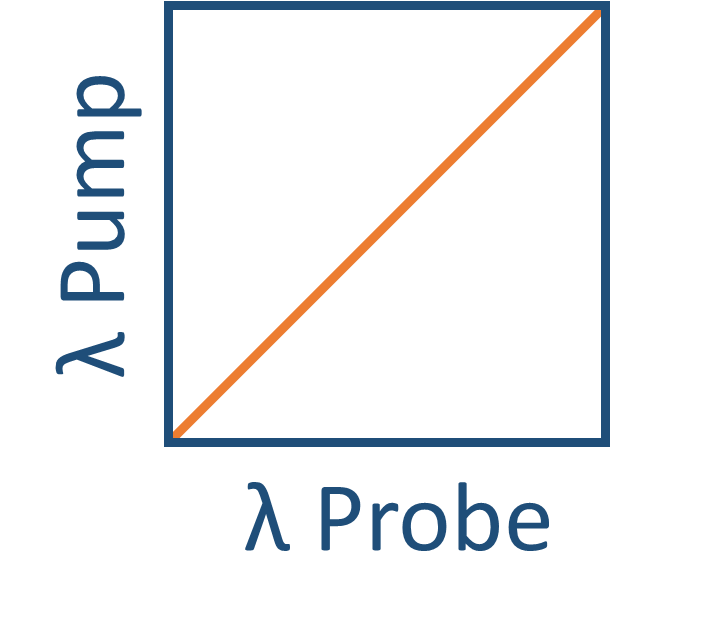 λ Pump
λ Probe